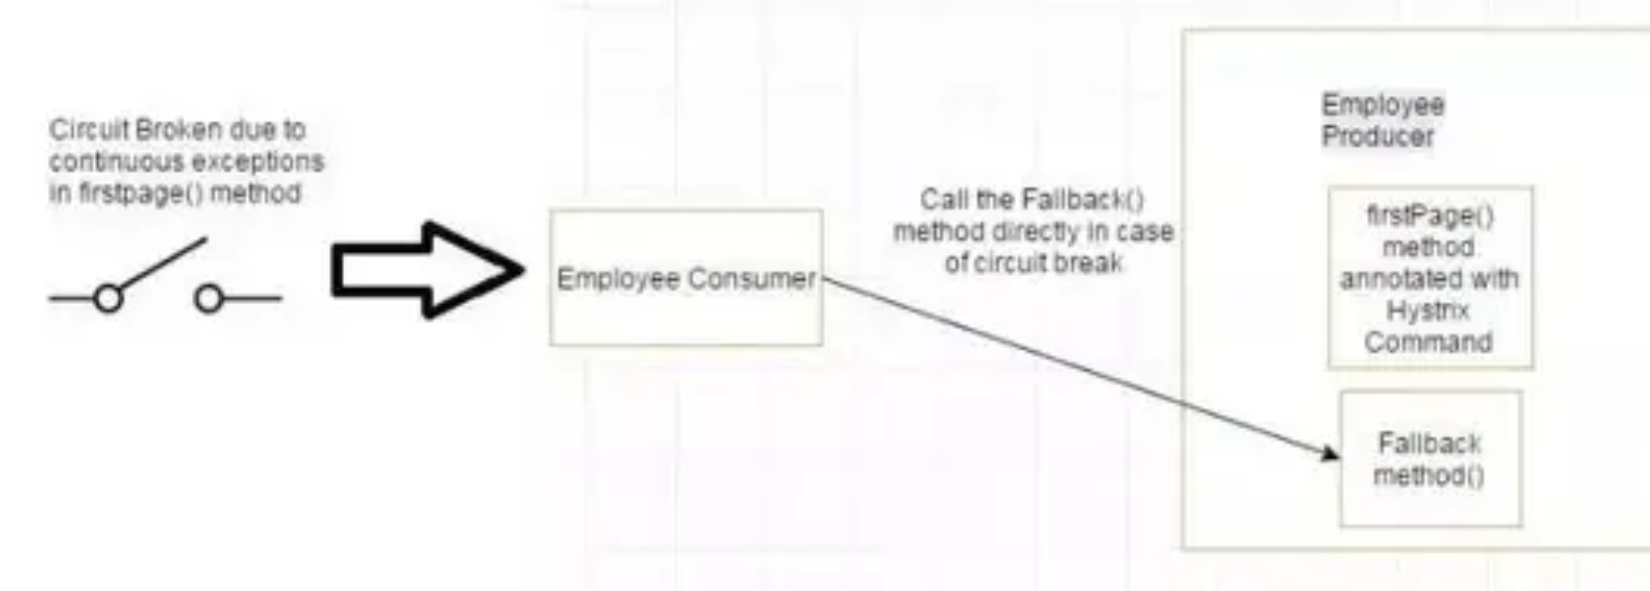 Circuit Broken due to
continuous exceptions
in firstpage() method
Employee Consumer
Call the Fallback()
method directly in case
of circuit break
Employee
Producer
firstPage()
method
annotated with
Hystrix
Command
Fallback
method()